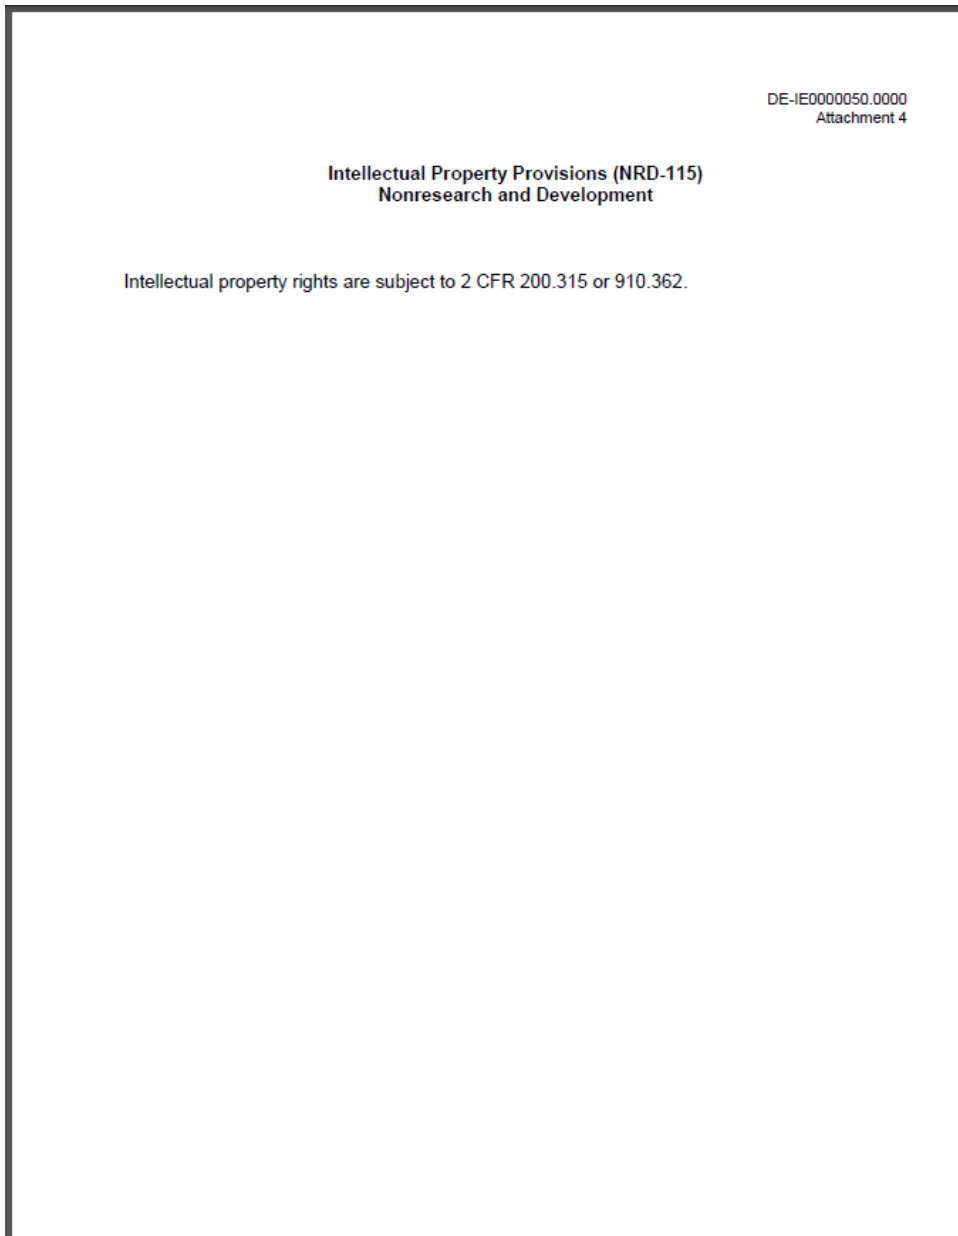 DE-IE0000050.0000
Attachment 4
Intellectual Property Provisions (NRD-115)
Nonresearch and Development
Intellectual property rights are subject to 2 CFR 200.315 or 910.362.